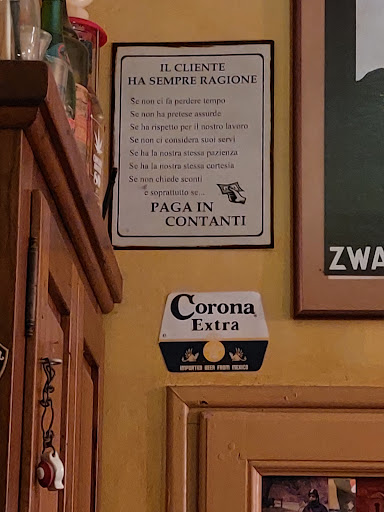 IL CLIENTE
HA SEMPRE RAGIONE
Se non ci fa perdere tempo
Se non ha pretese assurde
Se ha rispetto per il nostro lavoro
Se non ci considera suoi servi
Se ha la nostra stessa pazienza
Se ha la nostra stessa cortesia
Se non chiede sconti
e soprattutto se...
PAGA IN
CONTANTI
ZWA
Corona
Extra
IMPORTED BEER FROM MEXICO